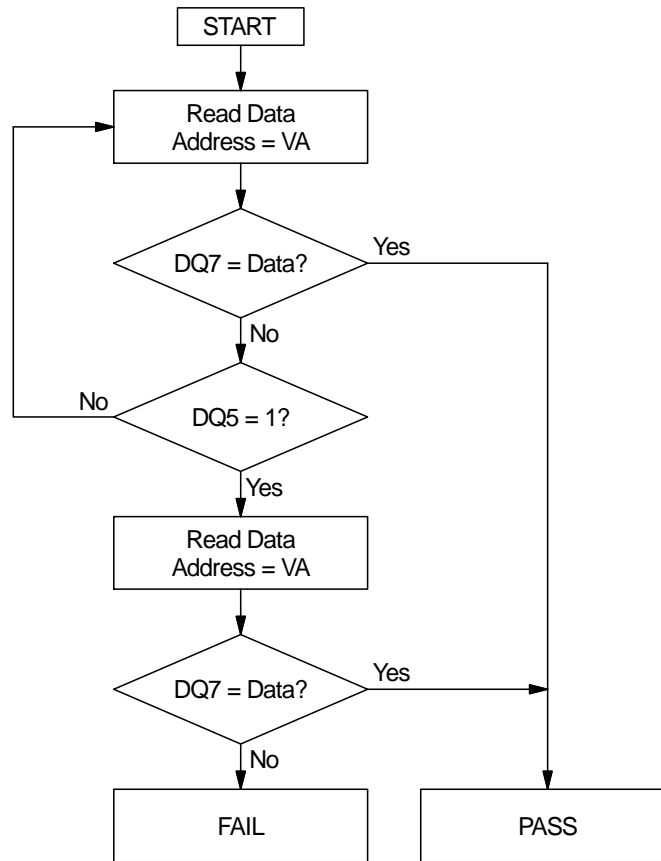 START
Read Data
Address = VA
DQ7 = Data?
Yes
No
DQ5 = 1?
No
Yes
Read Data
Address = VA
DQ7 = Data?
Yes
No
FAIL
PASS